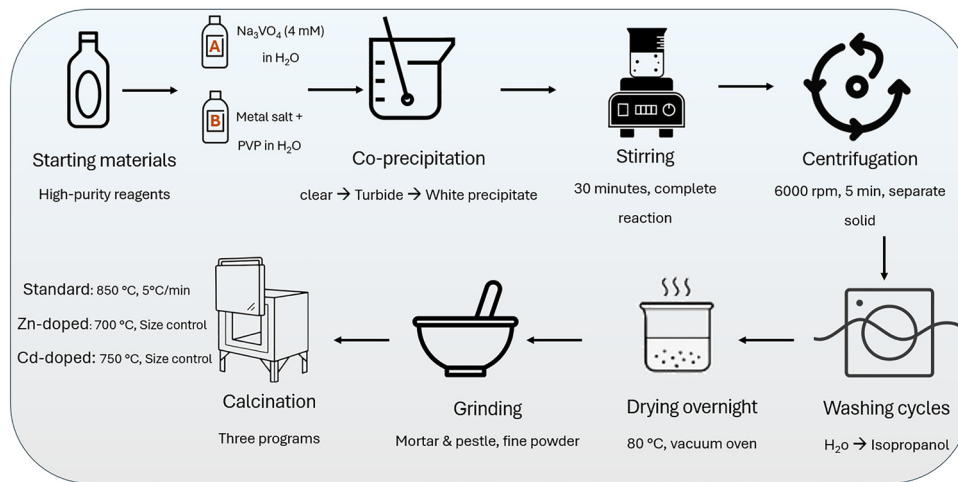 A
Na₃VO₄ (4 mM)
in H₂O
B
Metal salt +
PVP in H₂O
Starting materials
High-purity reagents
Co-precipitation
clear → Turbide → White precipitate
Stirring
30 minutes, complete
reaction
Centrifugation
6000 rpm, 5 min, separate
solid
Standard: 850 °C, 5°C/min
Zn-doped: 700 °C, Size control
Cd-doped: 750 °C, Size control
Calcination
Three programs
Grinding
Mortar & pestle, fine powder
Drying overnight
80 °C, vacuum oven
Washing cycles
H₂o → Isopropanol